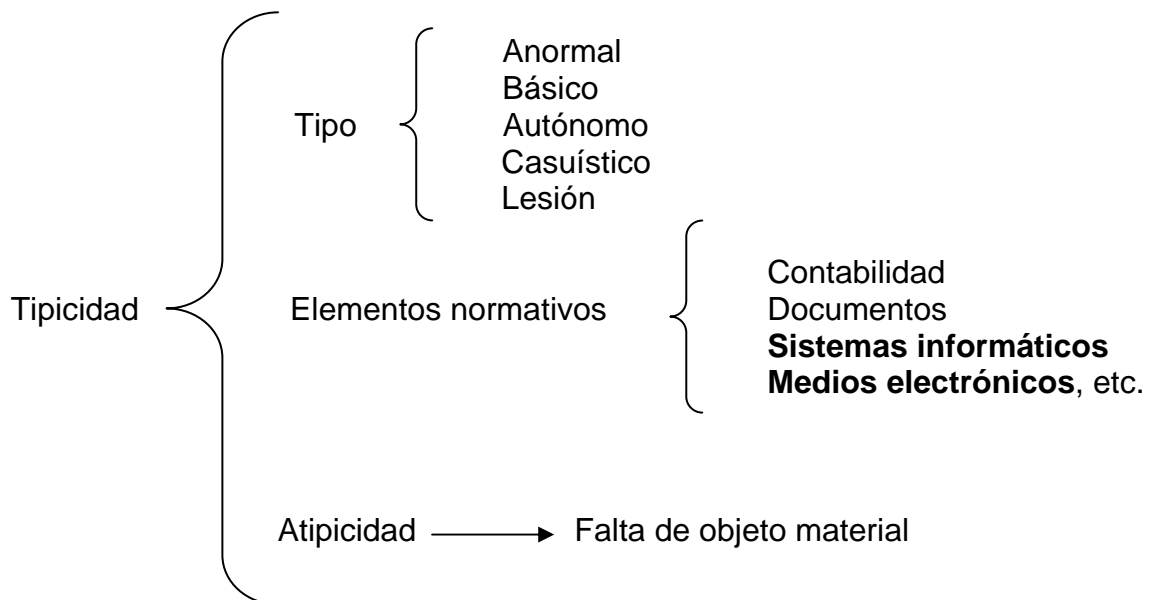 Anormal
Básico
Tipo
Autónomo
Casuístico
Lesión
Contabilidad
Tipicidad
Elementos normativos
Documentos
Sistemas informáticos
Medios electrónicos, etc.
Atipicidad
Falta de objeto material